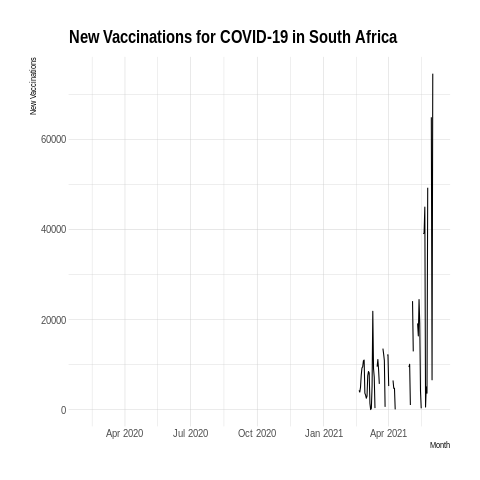 New Vaccinations for COVID-19 in South Africa
New Vaccinations
60000
40000
20000
0
Apr 2020 Jul 2020 Oct 2020 Jan 2021 Apr 2021
Month